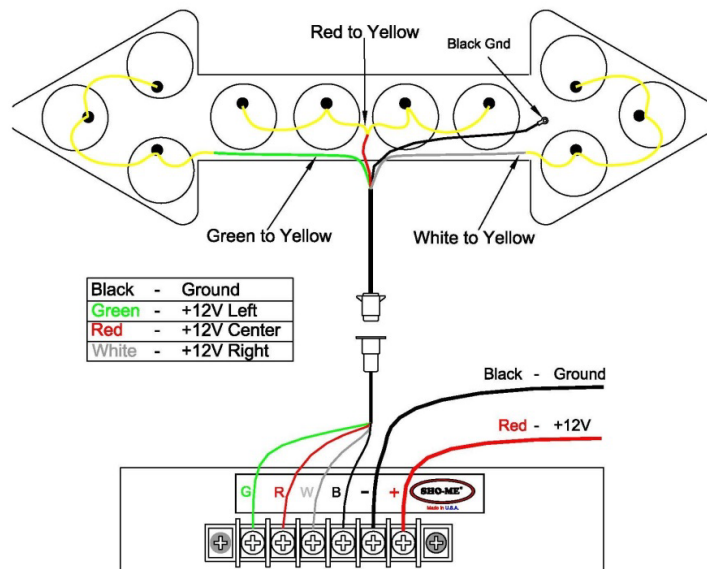 Red to Yellow
Black Gnd
Green to Yellow
White to Yellow
Black - Ground
Green - +12V Left
Red - +12V Center
White - +12V Right
Black - Ground
Red - +12V
G R W B - +
SHO-ME®
Made in U.S.A.